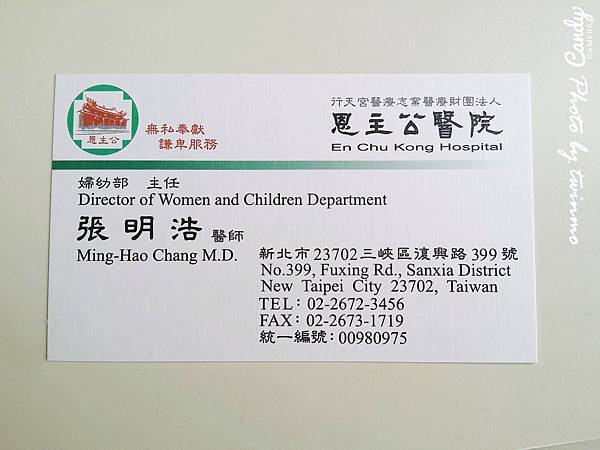 恩主公
無私奉獻
謙卑服務
行天宮醫療志業醫療財團法人
恩主公醫院
En Chu Kong Hospital
婦幼部 主任
Director of Women and Children Department
張明浩 醫師
Ming-Hao Chang M.D.
新北市23702三峽區復興路399號
No.399, Fuxing Rd., Sanxia District
New Taipei City 23702, Taiwan
TEL: 02-2672-3456
FAX: 02-2673-1719
統一編號: 00980975
Candy
CAMERA
Photo by twinmo